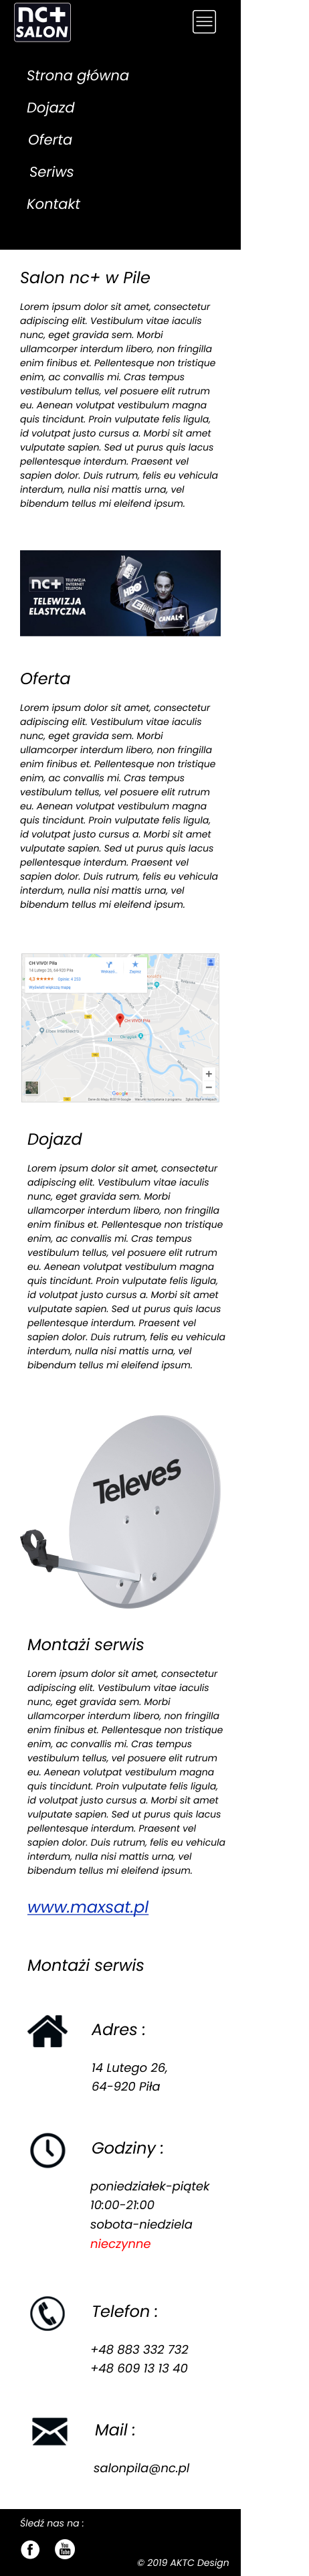 nc+
SALON
Strona główna
Dojazd
Oferta
Seriws
Kontakt
Salon nc+ w Pile
Lorem ipsum dolor sit amet, consectetur
adipiscing elit. Vestibulum vitae iaculis
nunc, eget gravida sem. Morbi
ullamcorper interdum libero, non fringilla
enim finibus et. Pellentesque non tristique
enim, ac convallis mi. Cras tempus
vestibulum tellus, vel posuere elit rutrum
eu. Aenean volutpat vestibulum magna
quis tincidunt. Proin vulputate felis ligula,
id volutpat justo cursus a. Morbi sit amet
vulputate sapien. Sed ut purus quis lacus
pellentesque interdum. Praesent vel
sapien dolor. Duis rutrum, felis eu vehicula
interdum, nulla nisi mattis urna, vel
bibendum tellus mi eleifend ipsum.
nc+ TELEWIZJA
INTERNET
TELEFON
TELEWIZJA
ELASTYCZNA
HBO
CANAL+
Oferta
Lorem ipsum dolor sit amet, consectetur
adipiscing elit. Vestibulum vitae iaculis
nunc, eget gravida sem. Morbi
ullamcorper interdum libero, non fringilla
enim finibus et. Pellentesque non tristique
enim, ac convallis mi. Cras tempus
vestibulum tellus, vel posuere elit rutrum
eu. Aenean volutpat vestibulum magna
quis tincidunt. Proin vulputate felis ligula,
id volutpat justo cursus a. Morbi sit amet
vulputate sapien. Sed ut purus quis lacus
pellentesque interdum. Praesent vel
sapien dolor. Duis rutrum, felis eu vehicula
interdum, nulla nisi mattis urna, vel
bibendum tellus mi eleifend ipsum.
CH VIVO! Piła
14 Lutego 26, 64-920 Piła
Wyświetl większą mapę
Zapisz
CH VIVO! Piła
Google
Dojazd
Lorem ipsum dolor sit amet, consectetur
adipiscing elit. Vestibulum vitae iaculis
nunc, eget gravida sem. Morbi
ullamcorper interdum libero, non fringilla
enim finibus et. Pellentesque non tristique
enim, ac convallis mi. Cras tempus
vestibulum tellus, vel posuere elit rutrum
eu. Aenean volutpat vestibulum magna
quis tincidunt. Proin vulputate felis ligula,
id volutpat justo cursus a. Morbi sit amet
vulputate sapien. Sed ut purus quis lacus
pellentesque interdum. Praesent vel
sapien dolor. Duis rutrum, felis eu vehicula
interdum, nulla nisi mattis urna, vel
bibendum tellus mi eleifend ipsum.
Televes
Montażi serwis
Lorem ipsum dolor sit amet, consectetur
adipiscing elit. Vestibulum vitae iaculis
nunc, eget gravida sem. Morbi
ullamcorper interdum libero, non fringilla
enim finibus et. Pellentesque non tristique
enim, ac convallis mi. Cras tempus
vestibulum tellus, vel posuere elit rutrum
eu. Aenean volutpat vestibulum magna
quis tincidunt. Proin vulputate felis ligula,
id volutpat justo cursus a. Morbi sit amet
vulputate sapien. Sed ut purus quis lacus
pellentesque interdum. Praesent vel
sapien dolor. Duis rutrum, felis eu vehicula
interdum, nulla nisi mattis urna, vel
bibendum tellus mi eleifend ipsum.
www.maxsat.pl
Montażi serwis
Adres :
14 Lutego 26,
64-920 Piła
Godziny :
poniedziałek-piątek
10:00-21:00
sobota-niedziela
nieczynne
Telefon :
+48 883 332 732
+48 609 13 13 40
Mail :
salonpila@nc.pl
Śledź nas na :
You
Tube
© 2019 AKTC Design